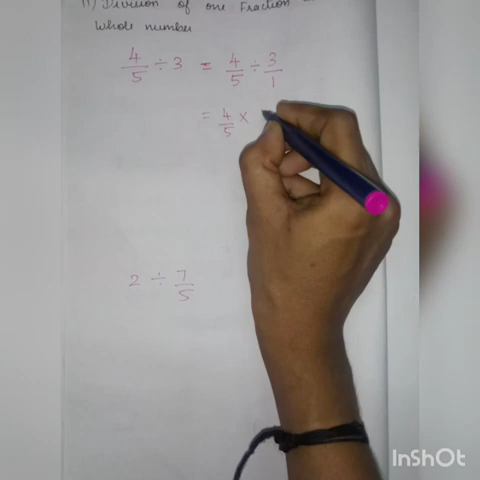 ii) Division of one Fraction
Whole number
4/5 ÷ 3 = 4/5 ÷ 3/1
= 4/5 ×
2 ÷ 7/5
InShOt